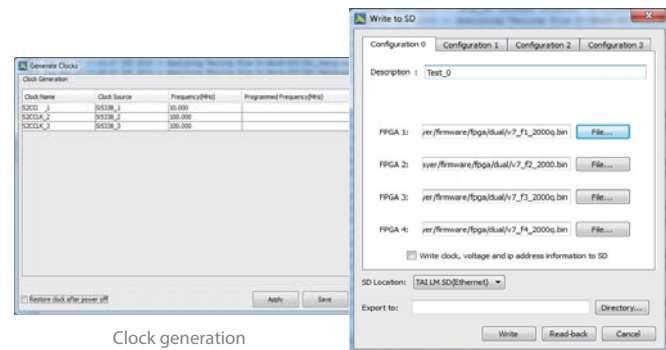 Generate Clocks
Clock Generation
Clock Name Clock Source Frequency(MHz) Programmed Frequency(MHz)
S2CCLK_1 SI5338_1 10.000
S2CCLK_2 SI5338_2 100.000
S2CCLK_3 SI5338_3 100.000
Restore clock after power off
Apply Save
Clock generation
Write to SD
Configuration 0 Configuration 1 Configuration 2 Configuration 3
Description : Test_0
FPGA 1: yer/firmware/fpga/dual/v7_f1_2000q.bin File...
FPGA 2: syer/firmware/fpga/dual/v7_f2_2000.bin File...
FPGA 3: yer/firmware/fpga/dual/v7_f3_2000q.bin File...
FPGA 4: yer/firmware/fpga/dual/v7_f4_2000q.bin File...
Write clock, voltage and ip address information to SD
SD Location: TAI LM SD(Ethernet)
Export to: Directory...
Write Read-back Cancel